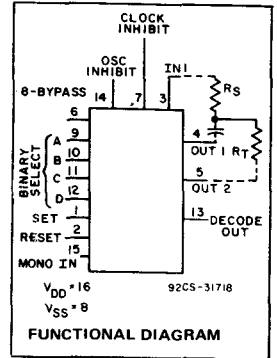 CLOCK
INHIBIT
OSC
INHIBIT
IN1
8-BYPASS
14
7
3
RS
6
A 9
B 10
C 11
D 12
BINARY
SELECT
4
OUT 1
RT
5
OUT 2
SET 1
13 DECODE
OUT
RESET 2
15
MONO IN
VDD = 16
VSS = 8
92CS-31718
FUNCTIONAL DIAGRAM